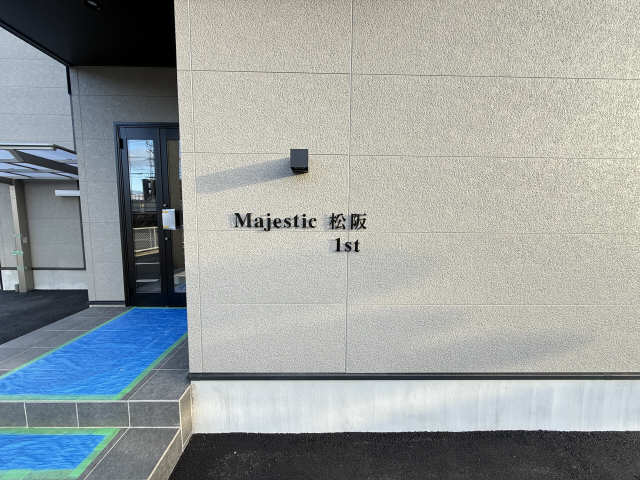 Majestic 松阪
1st